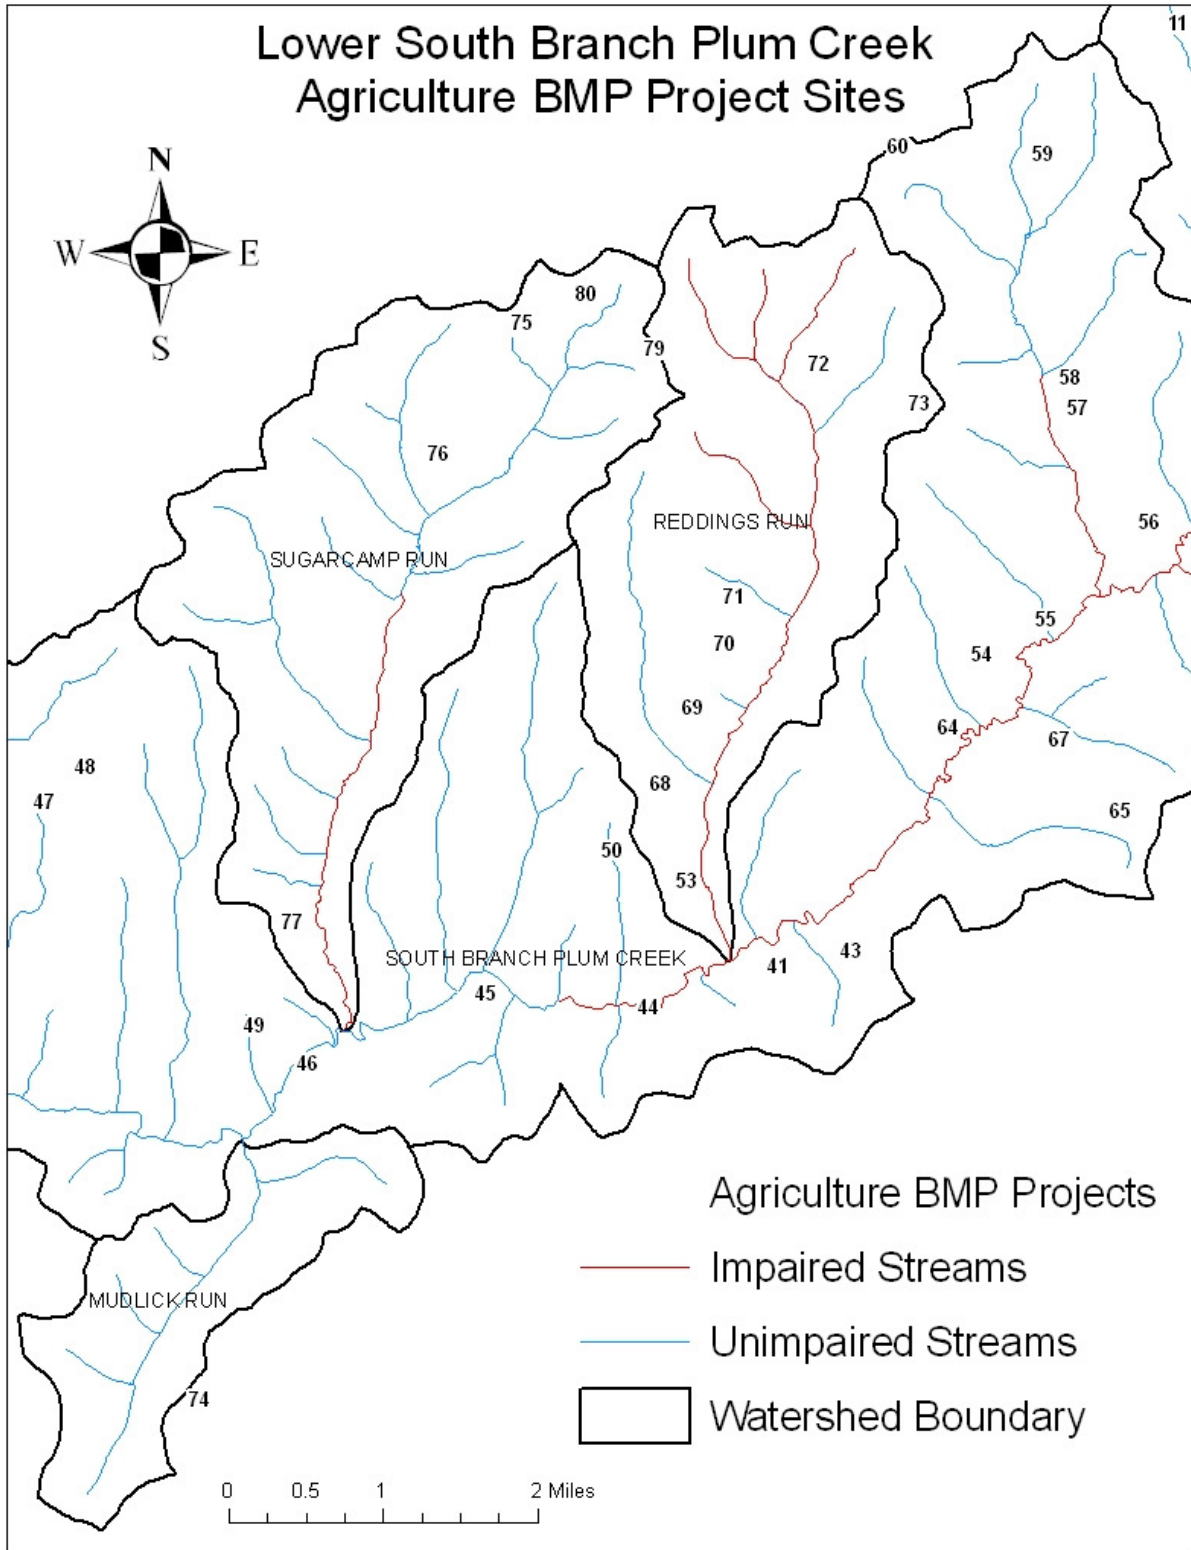 Lower South Branch Plum Creek
Agriculture BMP Project Sites
11
60
59
N
W E
S
80
75
79
72
58
57
73
76
56
REDDINGS RUN
SUGARCAMP RUN
71
55
70
54
69
64
67
48
68
47
65
50
53
77
43
SOUTH BRANCH PLUM CREEK
41
45
44
49
46
Agriculture BMP Projects
Impaired Streams
MUDLICK RUN
Unimpaired Streams
74
Watershed Boundary
0 0.5 1 2 Miles